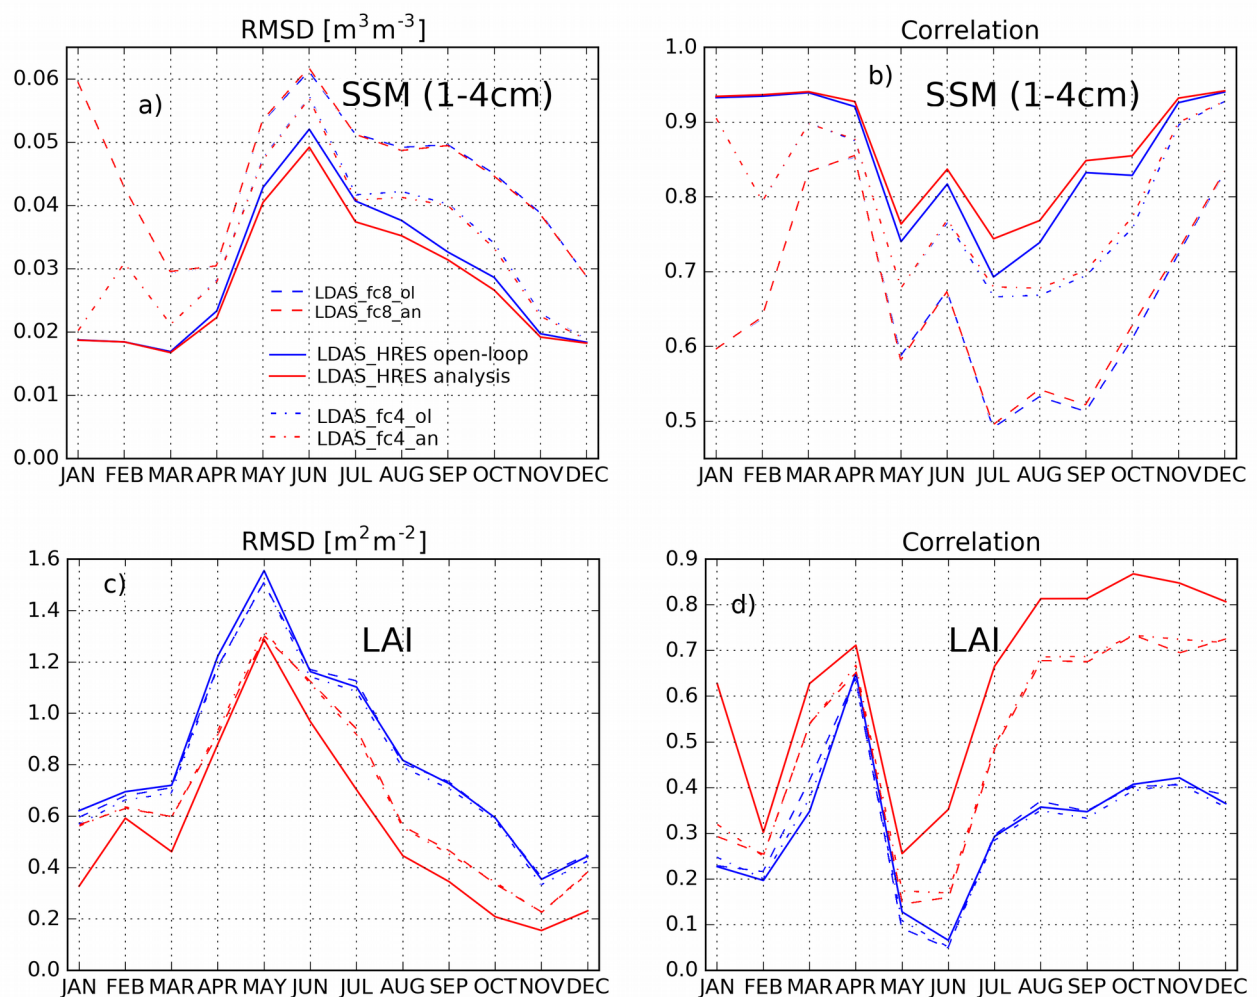 RMSD [m³m⁻³]
a)
SSM (1-4cm)
0.06
0.05
0.04
0.03
0.02
0.01
0.00
LDAS_fc8_ol
LDAS_fc8_an
LDAS_HRES open-loop
LDAS_HRES analysis
LDAS_fc4_ol
LDAS_fc4_an
JAN FEB MAR APR MAY JUN JUL AUG SEP OCT NOV DEC
Correlation
b)
SSM (1-4cm)
1.0
0.9
0.8
0.7
0.6
0.5
JAN FEB MAR APR MAY JUN JUL AUG SEP OCT NOV DEC
RMSD [m²m⁻²]
c)
LAI
1.6
1.4
1.2
1.0
0.8
0.6
0.4
0.2
0.0
JAN FEB MAR APR MAY JUN JUL AUG SEP OCT NOV DEC
Correlation
d)
LAI
0.9
0.8
0.7
0.6
0.5
0.4
0.3
0.2
0.1
0.0
JAN FEB MAR APR MAY JUN JUL AUG SEP OCT NOV DEC